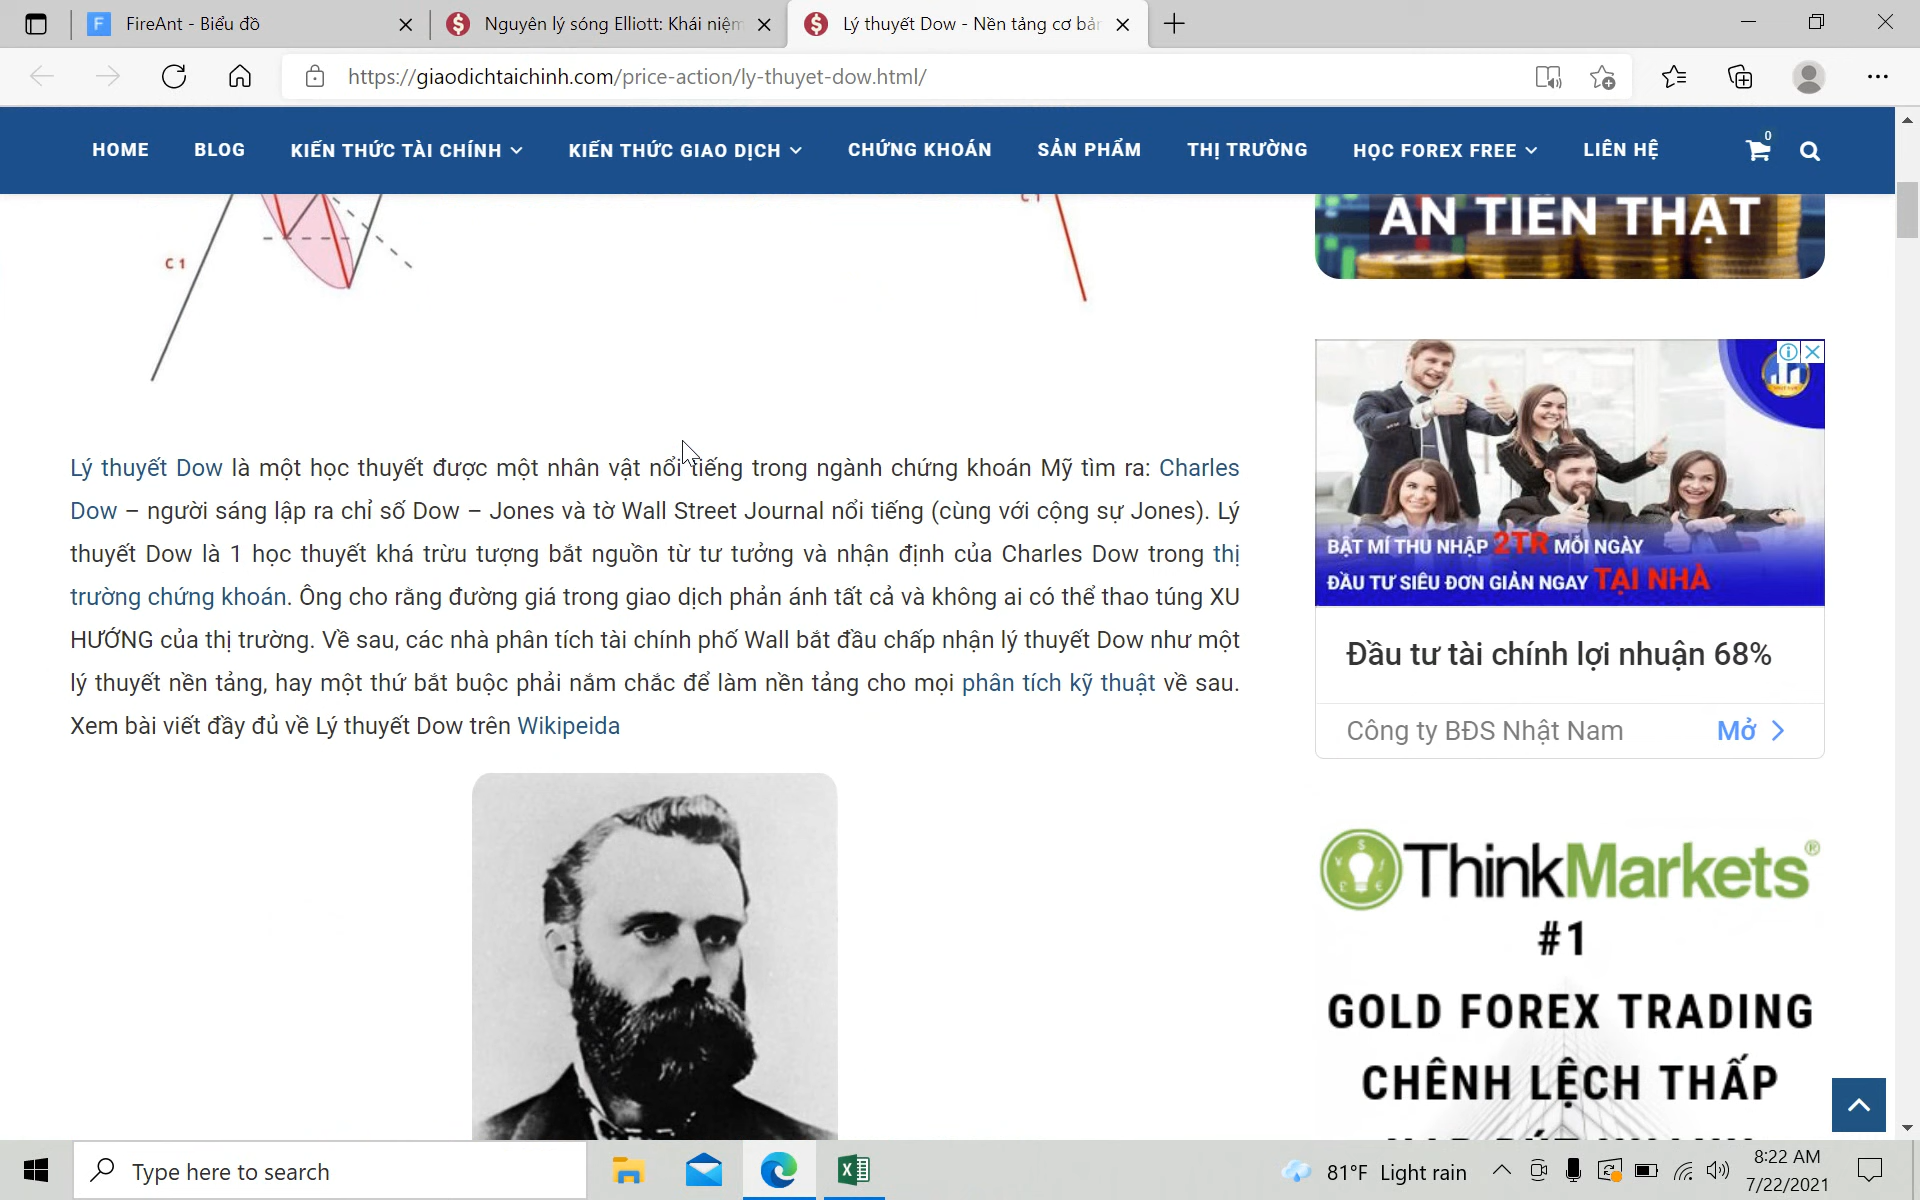 FireAnt - Biểu đồ
Nguyên lý sóng Elliott: Khái niệm
Lý thuyết Dow - Nền tảng cơ bản
https://giaodichtaichinh.com/price-action/ly-thuyet-dow.html/
HOME
BLOG
KIẾN THỨC TÀI CHÍNH
KIẾN THỨC GIAO DỊCH
CHỨNG KHOÁN
SẢN PHẨM
THỊ TRƯỜNG
HỌC FOREX FREE
LIÊN HỆ
0
C 1
C 1
ĂN TIỀN THẬT
Lý thuyết Dow là một học thuyết được một nhân vật nổi tiếng trong ngành chứng khoán Mỹ tìm ra: Charles
Dow – người sáng lập ra chỉ số Dow – Jones và tờ Wall Street Journal nổi tiếng (cùng với cộng sự Jones). Lý
thuyết Dow là 1 học thuyết khá trừu tượng bắt nguồn từ tư tưởng và nhận định của Charles Dow trong thị
trường chứng khoán. Ông cho rằng đường giá trong giao dịch phản ánh tất cả và không ai có thể thao túng XU
HƯỚNG của thị trường. Về sau, các nhà phân tích tài chính phố Wall bắt đầu chấp nhận lý thuyết Dow như một
lý thuyết nền tảng, hay một thứ bắt buộc phải nắm chắc để làm nền tảng cho mọi phân tích kỹ thuật về sau.
Xem bài viết đầy đủ về Lý thuyết Dow trên Wikipeida
BẬT MÍ THU NHẬP 2TR MỖI NGÀY
ĐẦU TƯ SIÊU ĐƠN GIẢN NGAY TẠI NHÀ
Đầu tư tài chính lợi nhuận 68%
Công ty BĐS Nhật Nam
Mở
ThinkMarkets®
#1
GOLD FOREX TRADING
CHÊNH LỆCH THẤP
Type here to search
81°F Light rain
8:22 AM
7/22/2021